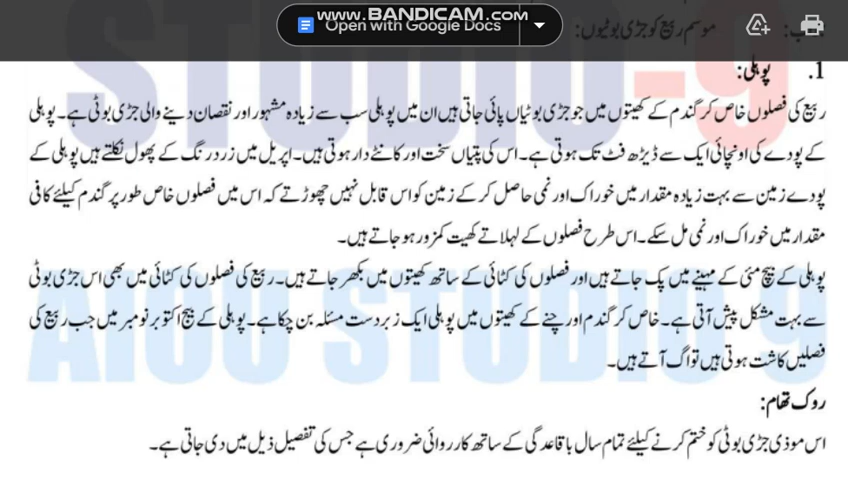 www.BANDICAM.com
Open with Google Docs
موسم ربیع کو جڑی بوٹیوں:
STUDIO-9
1. پوہلی:
ربیع کی فصلوں خاص کر گندم کے کھیتوں میں جو جڑی بوٹیاں پائی جاتی ہیں ان میں پوہلی سب سے زیادہ مشہور اور نقصان دینے والی جڑی بوٹی ہے۔ پوہلی
کے پودے کی اونچائی ایک سے ڈیڑھ فٹ تک ہوتی ہے۔ اس کی پتیاں سخت اور کانٹے دار ہوتی ہیں۔ اپریل میں زرد رنگ کے پھول نکلتے ہیں پوہلی کے
پودے زمین سے بہت زیادہ مقدار میں خوراک اور نمی حاصل کر کے زمین کو اس قابل نہیں چھوڑتے کہ اس میں فصلوں خاص طور پر گندم کیلئے کافی
مقدار میں خوراک اور نمی مل سکے۔ اس طرح فصلوں کے لہلاتے کھیت کمزور ہو جاتے ہیں۔
پوہلی کے بیچ مئی کے مہینے میں پک جاتے ہیں اور فصلوں کی کٹائی کے ساتھ کھیتوں میں بکھر جاتے ہیں۔ ربیع کی فصلوں کی کٹائی میں بھی اس جڑی بوٹی
سے بہت مشکل پیش آتی ہے۔ خاص کر گندم اور چنے کے کھیتوں میں پوہلی ایک زبردست مسئلہ بن چکا ہے۔ پوہلی کے بیج اکتوبر نومبر میں جب ربیع کی
فصلیں کاشت ہوتی ہیں تو اگ آتے ہیں۔
AIOU STUDIO 9
روک تھام:
اس موذی جڑی بوٹی کو ختم کرنے کیلئے تمام سال باقاعدگی کے ساتھ کارروائی ضروری ہے جس کی تفصیل ذیل میں دی جاتی ہے۔